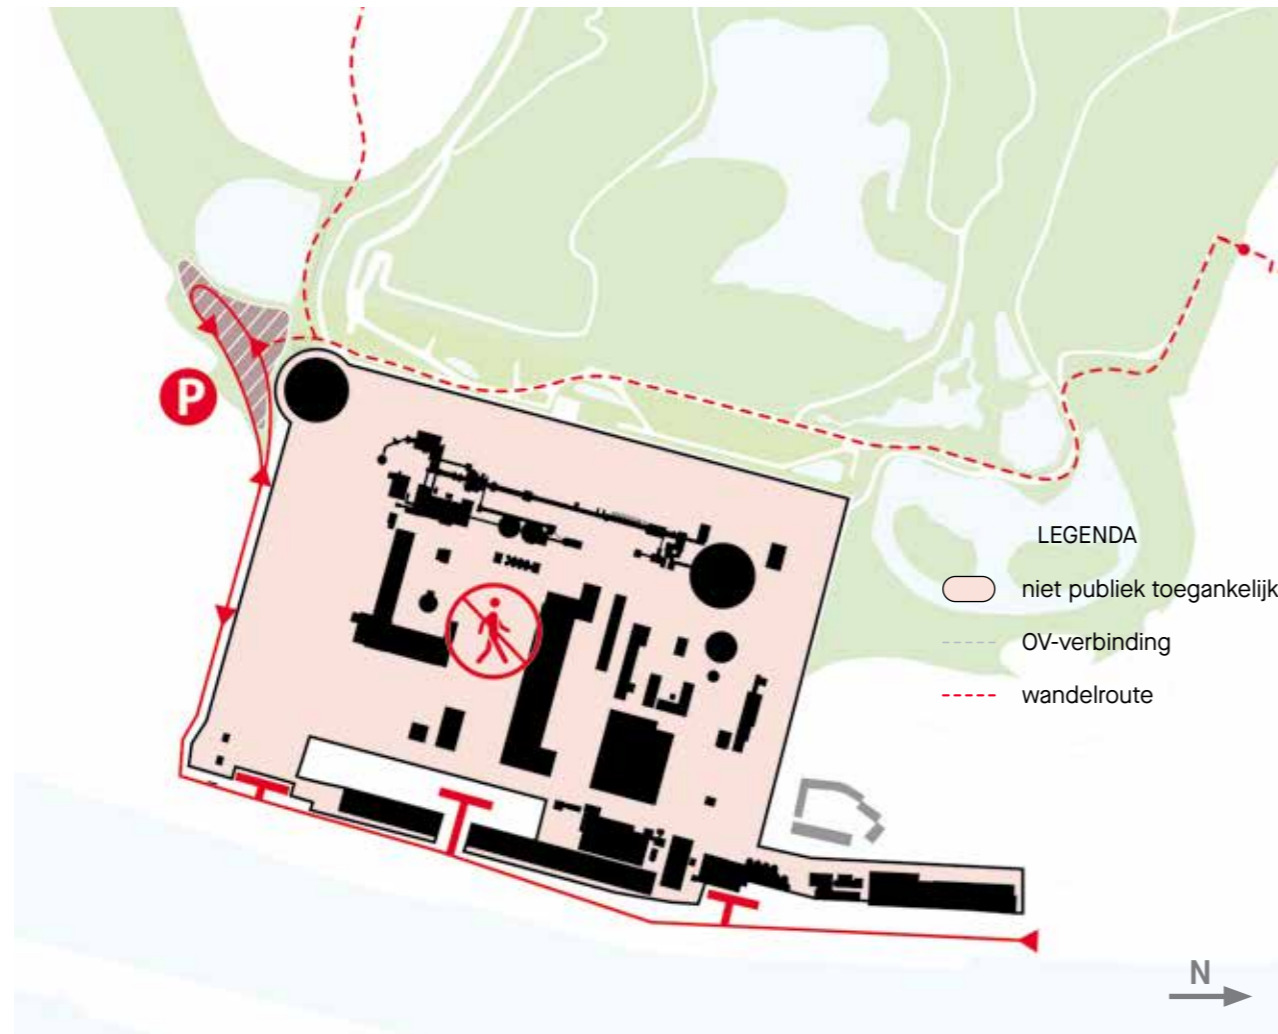 P
LEGENDA
niet publiek toegankelijk
OV-verbinding
wandelroute
N